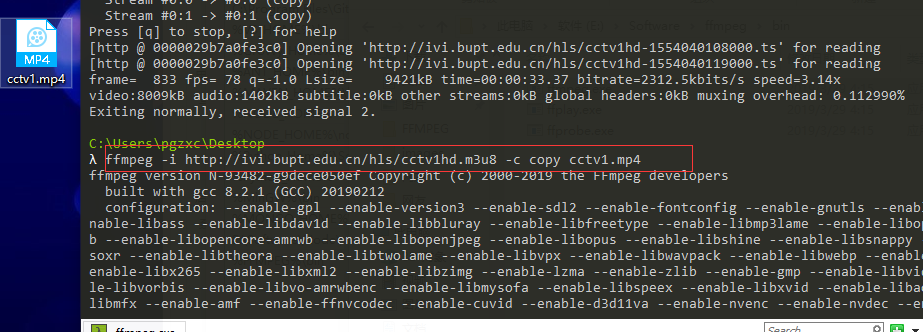 Stream #0:0 -> #0:0 (copy)
Stream #0:1 -> #0:1 (copy)
Press [q] to stop, [?] for help
[http @ 0000029b7a0fe3c0] Opening 'http://ivi.bupt.edu.cn/hls/cctv1hd-1554040108000.ts' for reading
[http @ 0000029b7a0fe3c0] Opening 'http://ivi.bupt.edu.cn/hls/cctv1hd-1554040119000.ts' for reading
frame=  833 fps= 78 q=-1.0 Lsize=    9421kB time=00:00:33.37 bitrate=2312.5kbits/s speed=3.14x
video:8009kB audio:1402kB subtitle:0kB other streams:0kB global headers:0kB muxing overhead: 0.112990%
Exiting normally, received signal 2.
MP4
cctv1.mp4
C:\Users\pgzxc\Desktop
λ ffmpeg -i http://ivi.bupt.edu.cn/hls/cctv1hd.m3u8 -c copy cctv1.mp4
ffmpeg version N-93482-g9dece050ef Copyright (c) 2000-2019 the FFmpeg developers
built with gcc 8.2.1 (GCC) 20190212
configuration: --enable-gpl --enable-version3 --enable-sdl2 --enable-fontconfig --enable-gnutls --enab
nable-libass --enable-libdav1d --enable-libbluray --enable-libfreetype --enable-libmp3lame --enable-libop
b --enable-libopencore-amrwb --enable-libopenjpeg --enable-libopus --enable-libshine --enable-libsnappy
soxr --enable-libtheora --enable-libtwolame --enable-libvpx --enable-libwavpack --enable-libwebp --enable
enable-libx265 --enable-libxml2 --enable-libzimg --enable-lzma --enable-zlib --enable-gmp --enable-libvi
le-libvorbis --enable-libvo-amrwbenc --enable-libmysofa --enable-libspeex --enable-libxvid --enable-liba
libmfx --enable-amf --enable-ffnvcodec --enable-cuvid --enable-d3d11va --enable-nvenc --enable-nvdec --e
ffmpeg.exe
Search